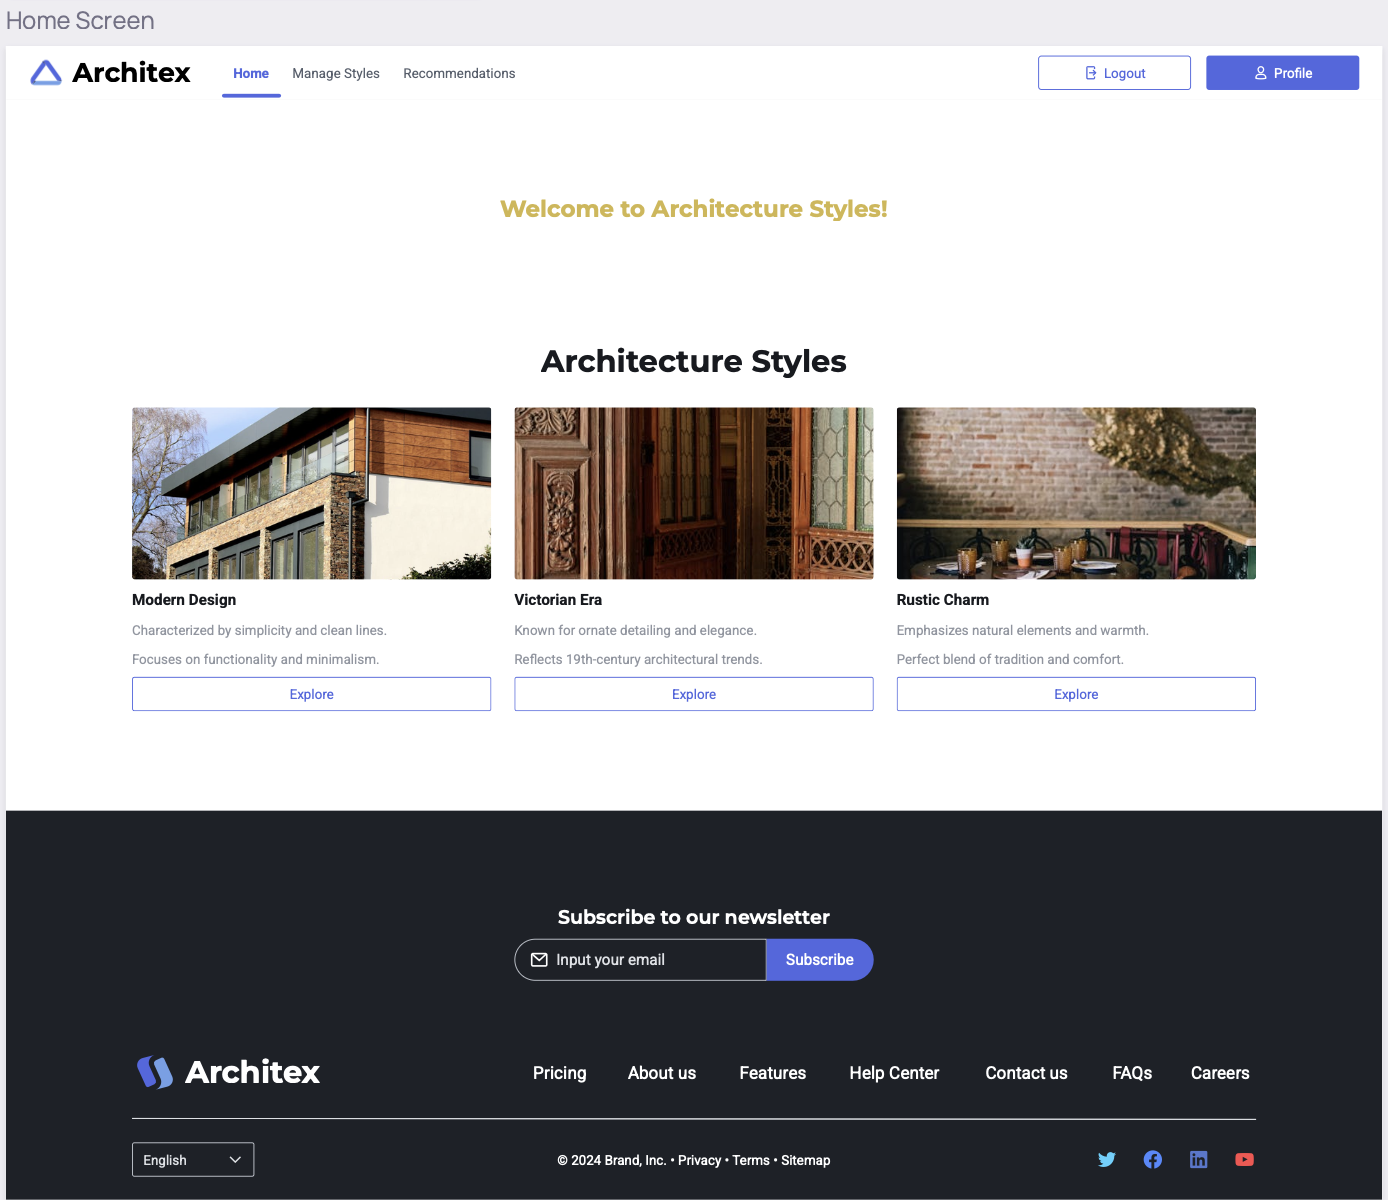 Home Screen
Architex
Home
Manage Styles
Recommendations
Logout
Profile
Welcome to Architecture Styles!
Architecture Styles
Modern Design
Characterized by simplicity and clean lines.
Focuses on functionality and minimalism.
Explore
Victorian Era
Known for ornate detailing and elegance.
Reflects 19th-century architectural trends.
Explore
Rustic Charm
Emphasizes natural elements and warmth.
Perfect blend of tradition and comfort.
Explore
Subscribe to our newsletter
Input your email
Subscribe
Architex
Pricing
About us
Features
Help Center
Contact us
FAQs
Careers
English
© 2024 Brand, Inc. • Privacy • Terms • Sitemap